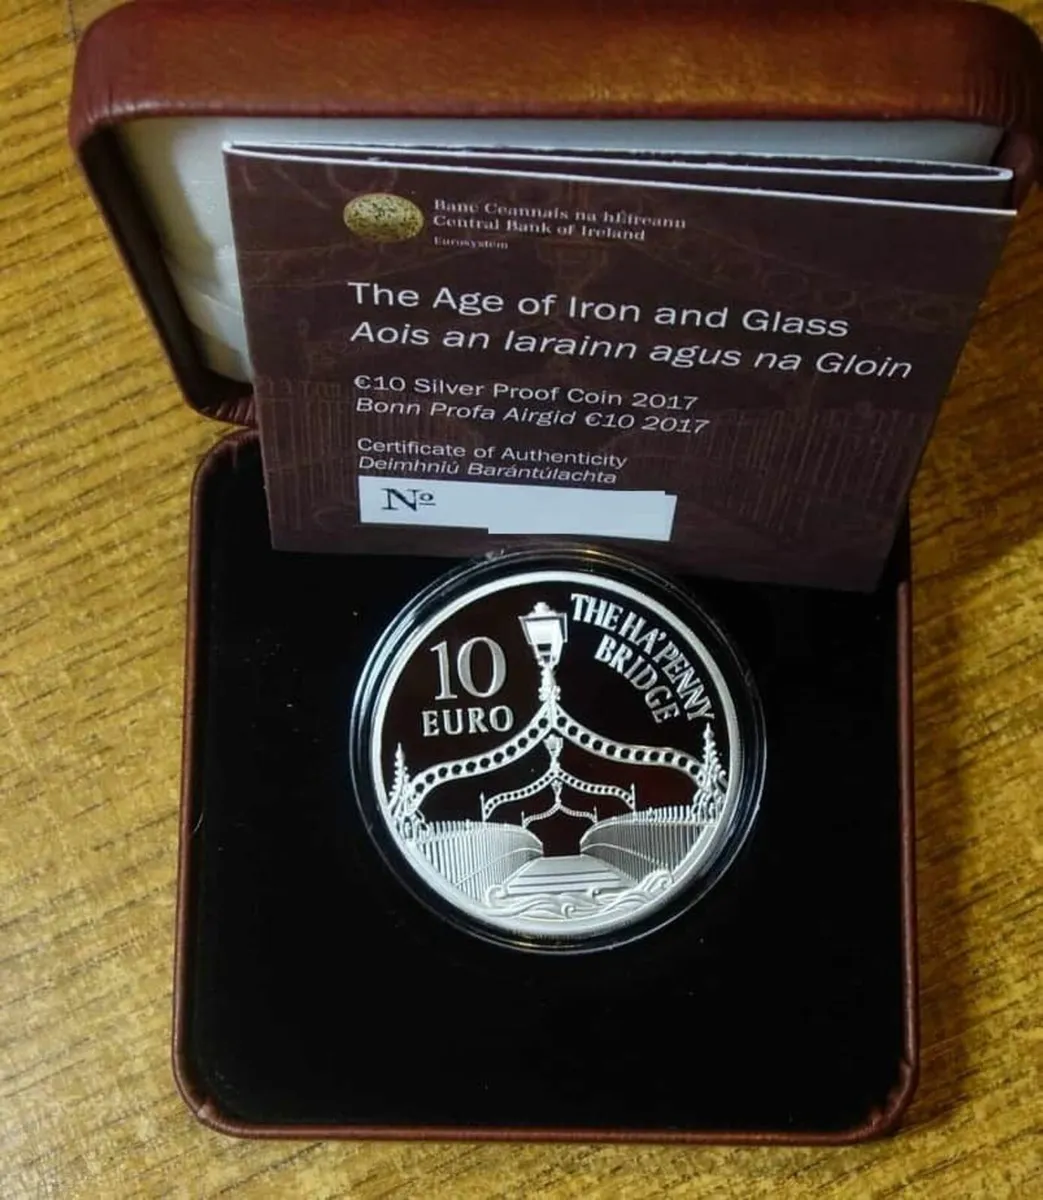 Banc Ceannais na hÉireann
Central Bank of Ireland
Eurosystem
The Age of Iron and Glass
Aois an Iarainn agus na Gloin
€10 Silver Proof Coin 2017
Bonn Profa Airgid €10 2017
Certificate of Authenticity
Deimhniú Barántúlachta
Nº
10
EURO
THE HA'PENNY
BRIDGE